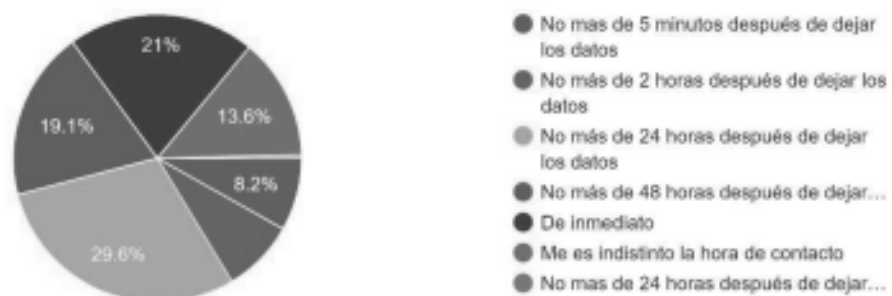 21%
19.1%
13.6%
8.2%
29.6%
No mas de 5 minutos después de dejar
los datos
No más de 2 horas después de dejar los
datos
No más de 24 horas después de dejar
los datos
No más de 48 horas después de dejar...
De inmediato
Me es indistinto la hora de contacto
No mas de 24 horas después de dejar...